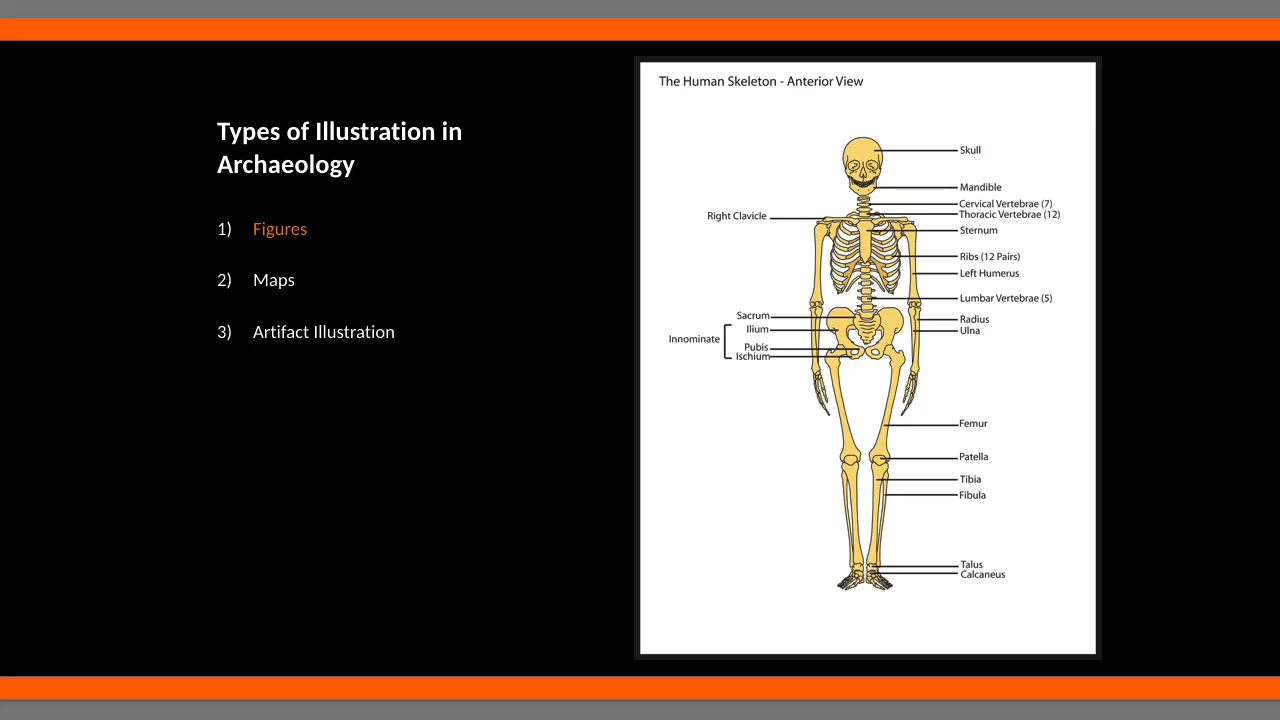 Types of Illustration in
Archaeology
1) Figures
2) Maps
3) Artifact Illustration
The Human Skeleton - Anterior View
Skull
Mandible
Cervical Vertebrae (7)
Thoracic Vertebrae (12)
Right Clavicle
Sternum
Ribs (12 Pairs)
Left Humerus
Lumbar Vertebrae (5)
Sacrum
Radius
Ilium
Ulna
Innominate
Pubis
Ischium
Femur
Patella
Tibia
Fibula
Talus
Calcaneus